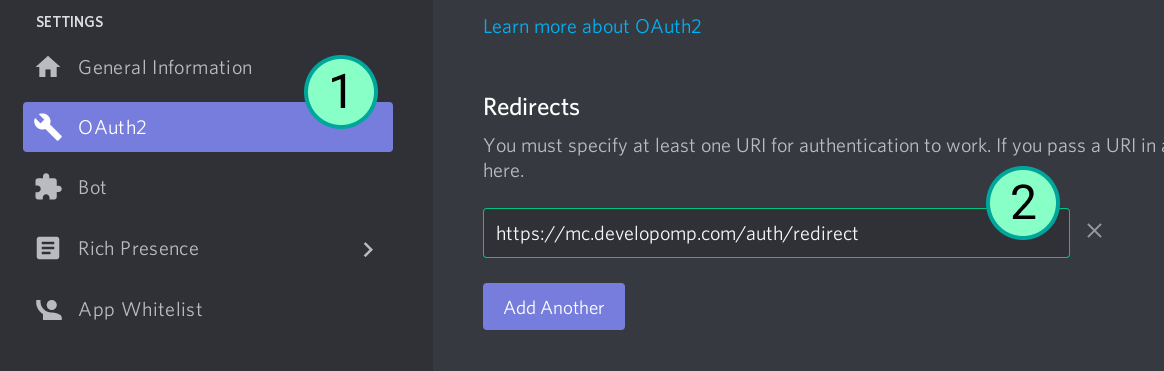 SETTINGS
General Information
1
OAuth2
Bot
Rich Presence
App Whitelist
Learn more about OAuth2
Redirects
You must specify at least one URI for authentication to work. If you pass a URI in a
here.
2
https://mc.developomp.com/auth/redirect
Add Another